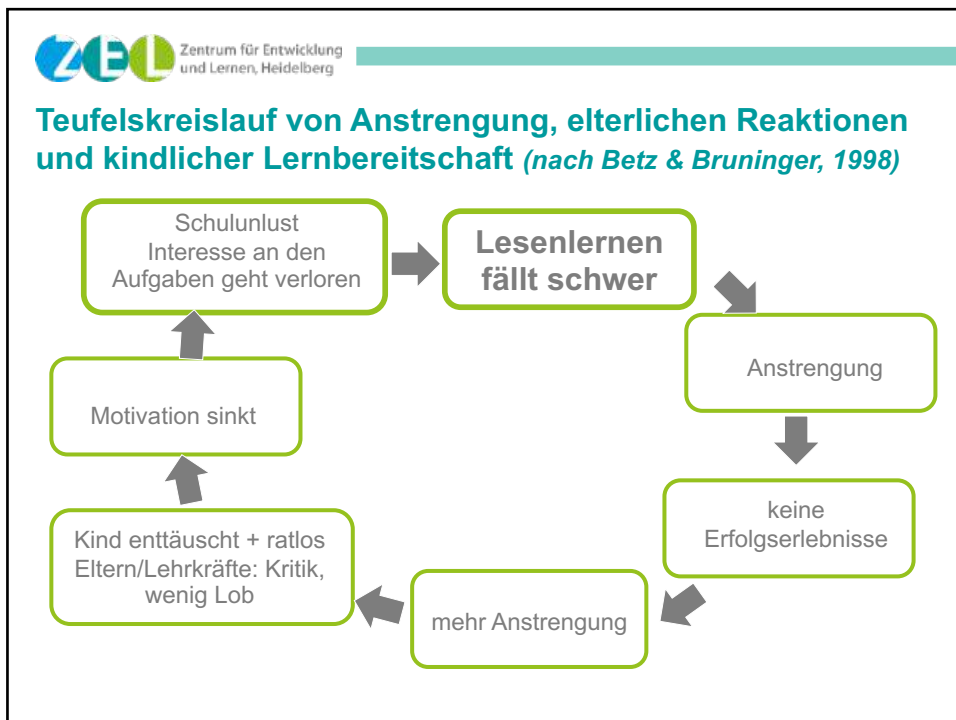 ZEL
Zentrum für Entwicklung
und Lernen, Heidelberg
Teufelskreislauf von Anstrengung, elterlichen Reaktionen
und kindlicher Lernbereitschaft (nach Betz & Bruninger, 1998)
Schulunlust
Interesse an den
Aufgaben geht verloren
Lesenlernen
fällt schwer
Anstrengung
keine
Erfolgserlebnisse
mehr Anstrengung
Kind enttäuscht + ratlos
Eltern/Lehrkräfte: Kritik,
wenig Lob
Motivation sinkt